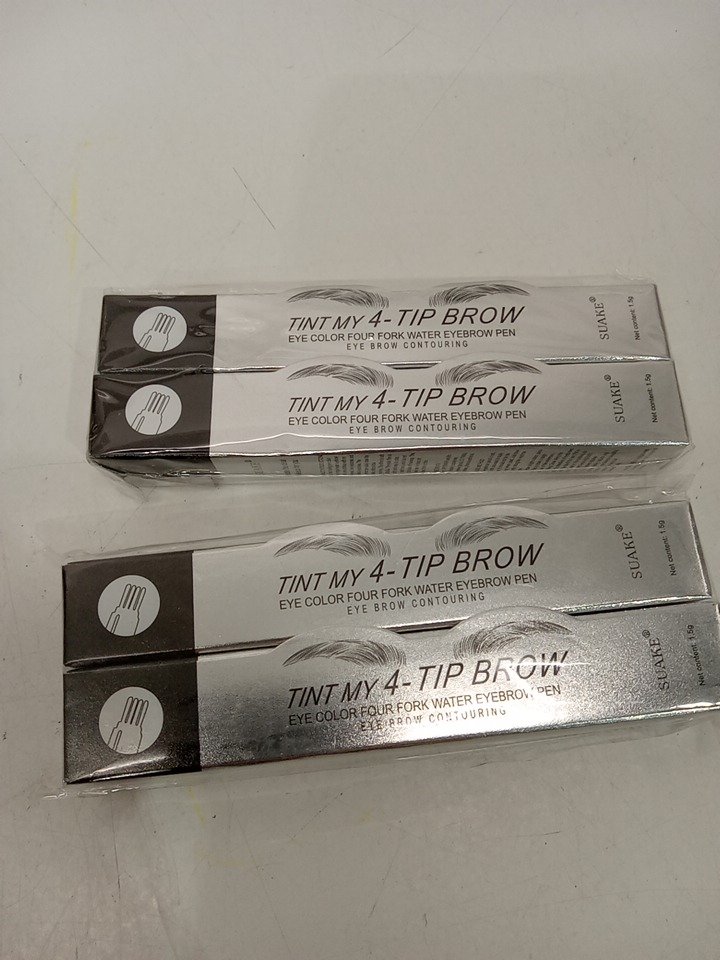 TINT MY 4-TIP BROW
EYE COLOR FOUR FORK WATER EYEBROW PEN
EYE BROW CONTOURING
SUAKE®
Net content: 1.5g
TINT MY 4-TIP BROW
EYE COLOR FOUR FORK WATER EYEBROW PEN
EYE BROW CONTOURING
SUAKE®
Net content: 1.5g
TINT MY 4-TIP BROW
EYE COLOR FOUR FORK WATER EYEBROW PEN
EYE BROW CONTOURING
SUAKE®
Net content: 1.5g
TINT MY 4-TIP BROW
EYE COLOR FOUR FORK WATER EYEBROW PEN
EYE BROW CONTOURING
SUAKE®
Net content: 1.5g